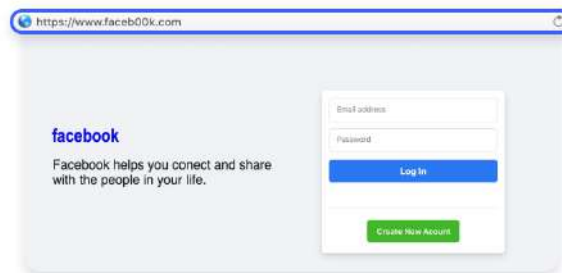 https://www.faceb00k.com
facebook
Facebook helps you conect and share
with the people in your life.
Email address
Password
Log In
Create New Acount